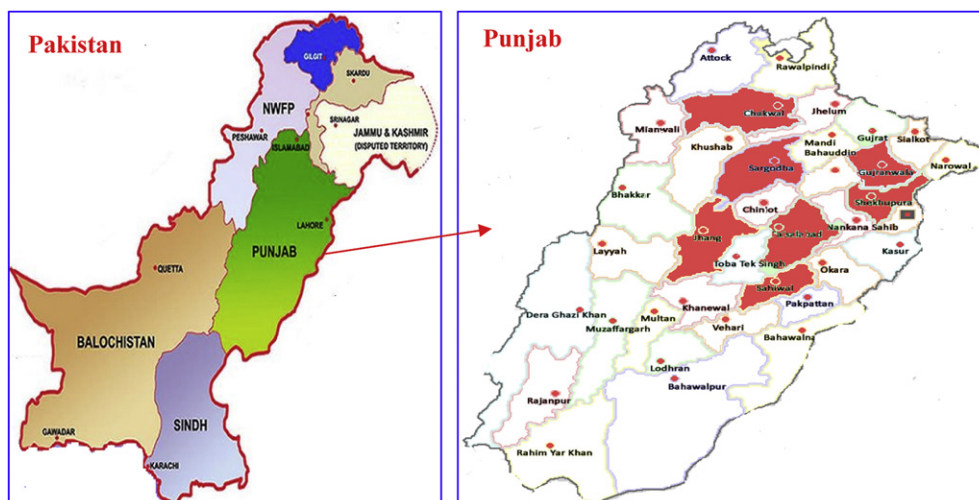 Pakistan
GILGIT
SKARDU
NWFP
SRINAGAR
PESHAWAR
JAMMU & KASHMIR
(DISPUTED TERRITORY)
ISLAMABAD
LAHORE
PUNJAB
QUETTA
BALOCHISTAN
SINDH
GAWADAR
KARACHI
Punjab
Attock
Rawalpindi
Chakwal
Jhelum
Mianwali
Gujrat
Sialkot
Khushab
Mandi
Bahauddin
Narowal
Sargodha
Gujranwala
Bhakkar
Sheikhupura
Chiniot
Nankana Sahib
Jhang
Faisalabad
Kasur
Layyah
Toba Tek Singh
Okara
Sahiwal
Pakpattan
Dera Ghazi Khan
Khanewal
Multan
Muzaffargarh
Vehari
Bahawalna
Lodhran
Bahawalpur
Rajanpur
Rahim Yar Khan